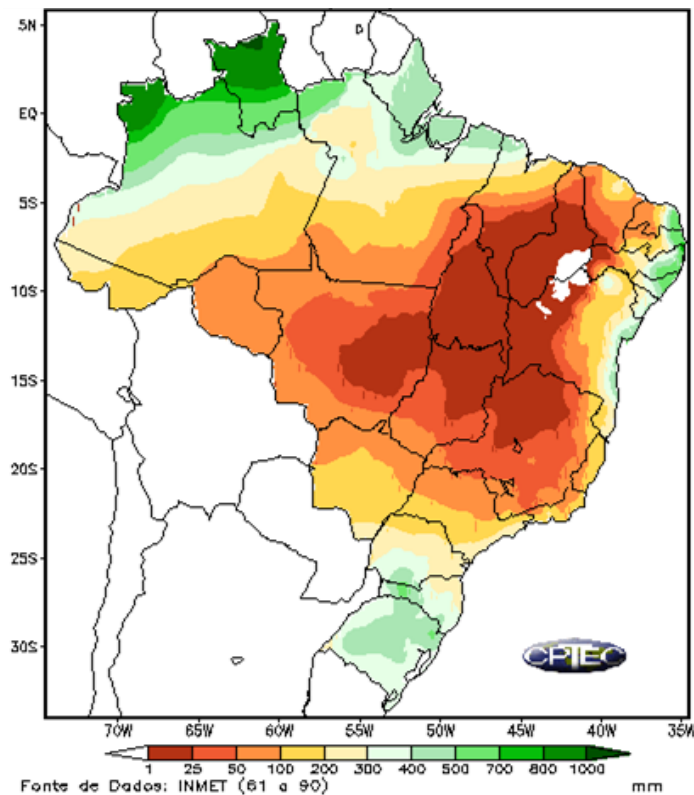 5N
EQ
5S
10S
15S
20S
25S
30S
CPTEC
70W 65W 60W 55W 50W 45W 40W 35W
1 25 50 100 200 300 400 500 700 800 1000
Fonte de Dados: INMET (61 a 90) mm